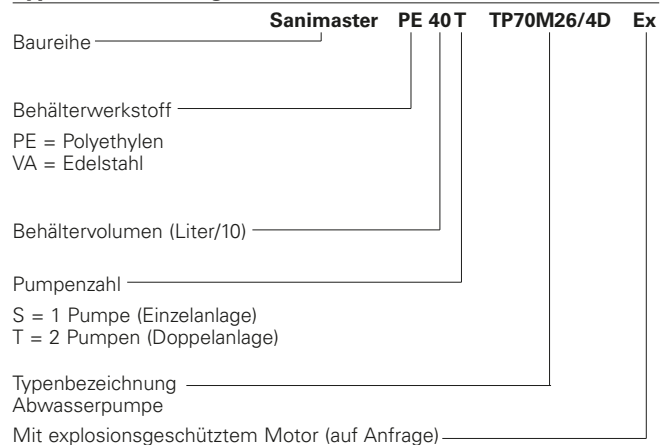 Sanimaster PE 40 T TP70M26/4D Ex
Baureihe
Behälterwerkstoff
PE = Polyethylen
VA = Edelstahl
Behältervolumen (Liter/10)
Pumpenzahl
S = 1 Pumpe (Einzelanlage)
T = 2 Pumpen (Doppelanlage)
Typenbezeichnung
Abwasserpumpe
Mit explosionsgeschütztem Motor (auf Anfrage)